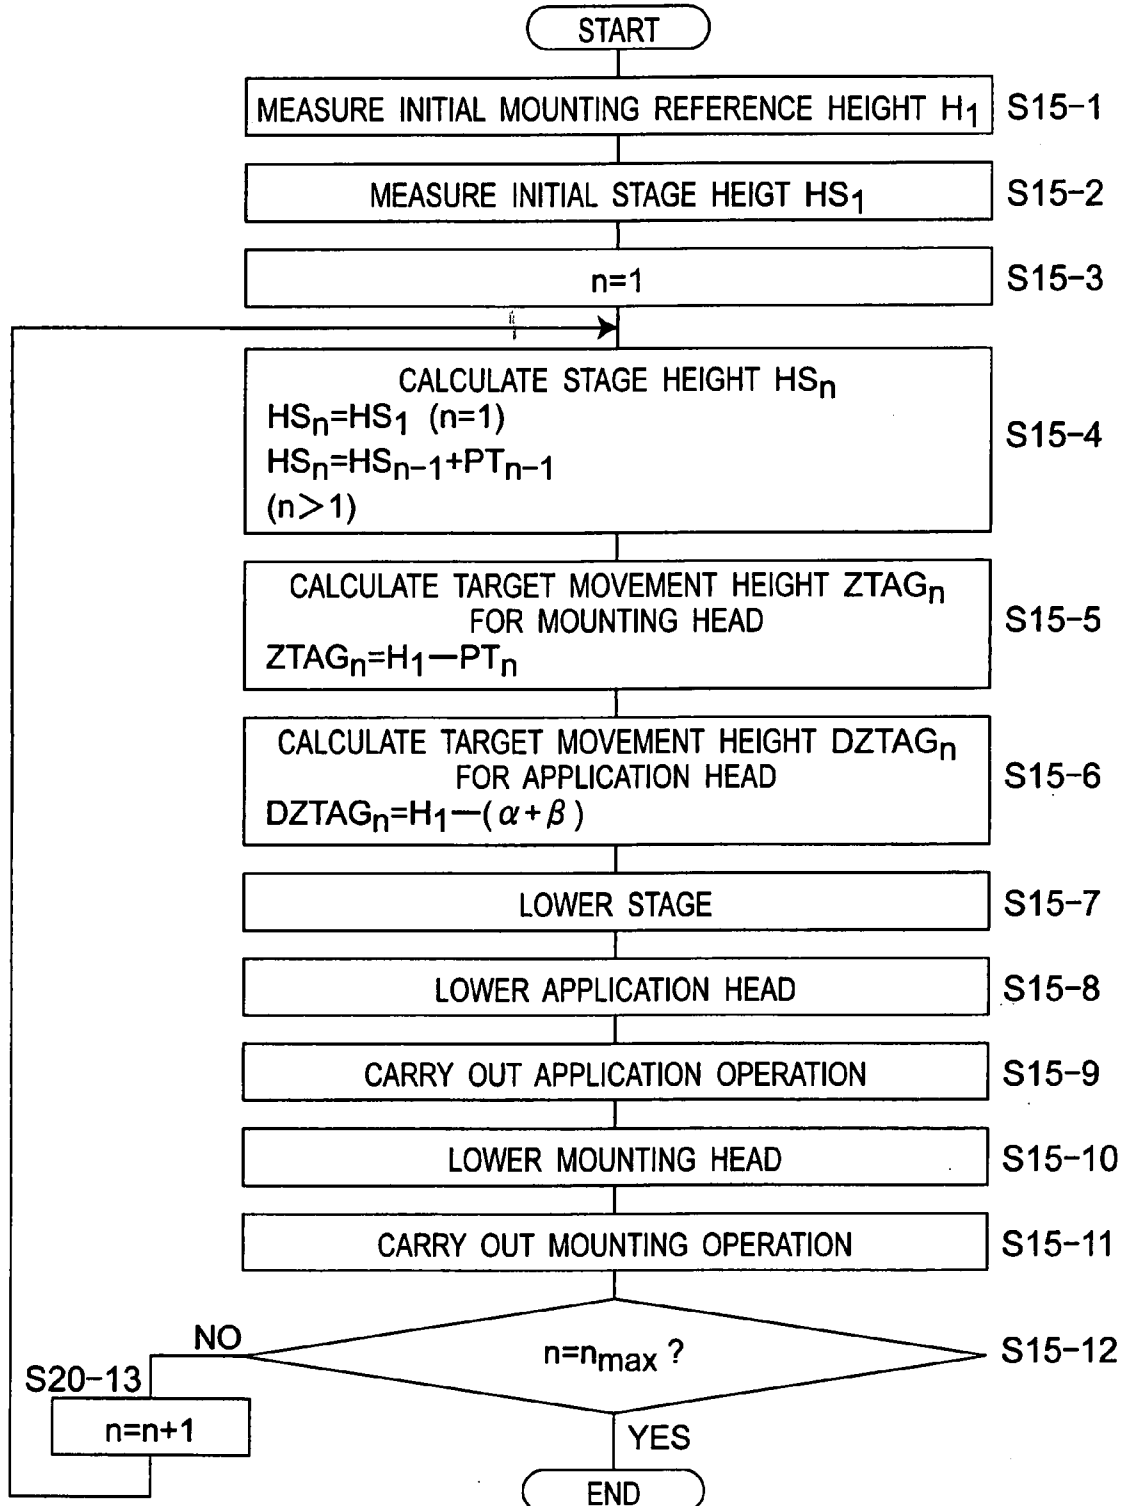 START
MEASURE INITIAL MOUNTING REFERENCE HEIGHT H1 S15-1
MEASURE INITIAL STAGE HEIGT HS1 S15-2
n=1 S15-3
CALCULATE STAGE HEIGHT HSn
HSn=HS1 (n=1)
S15-4
HSn=HSn-1+PTn-1
(n>1)
CALCULATE TARGET MOVEMENT HEIGHT ZTAGn
FOR MOUNTING HEAD S15-5
ZTAGn=H1-PTn
CALCULATE TARGET MOVEMENT HEIGHT DZTAGn
FOR APPLICATION HEAD S15-6
DZTAGn=H1-(α+β)
LOWER STAGE S15-7
LOWER APPLICATION HEAD S15-8
CARRY OUT APPLICATION OPERATION S15-9
LOWER MOUNTING HEAD S15-10
CARRY OUT MOUNTING OPERATION S15-11
NO
n=nmax ? S15-12
S20-13
n=n+1
YES
END